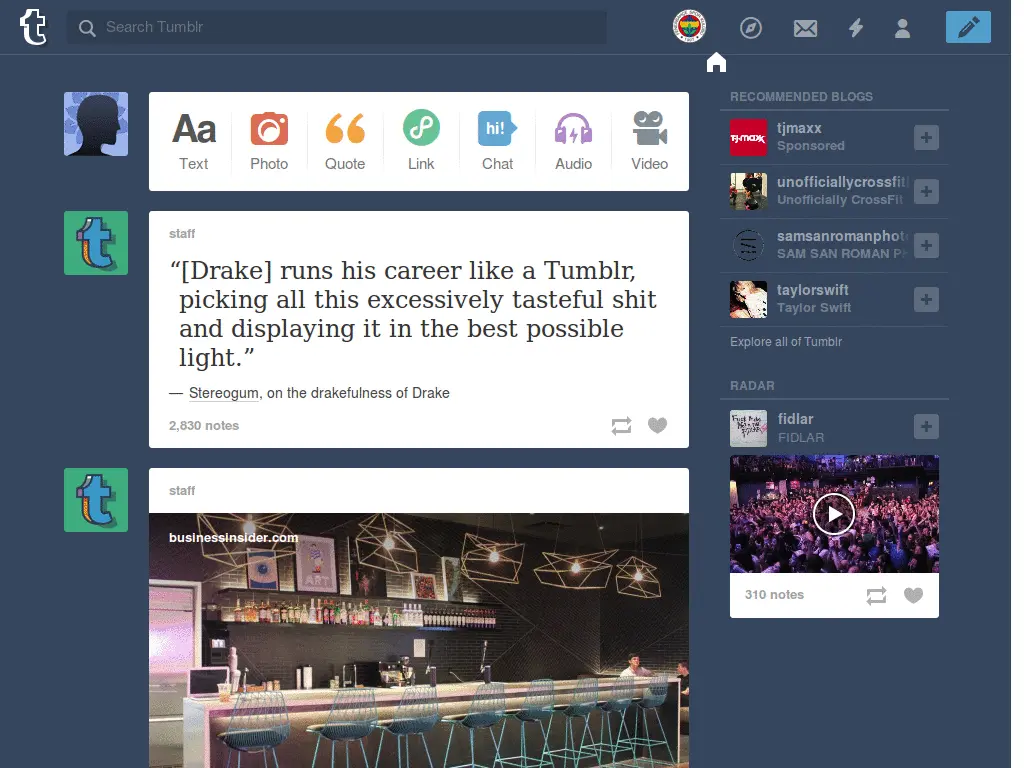 Search Tumblr
Aa
Text
Photo
Quote
Link
hi!
Chat
Audio
Video
staff
“[Drake] runs his career like a Tumblr,
picking all this excessively tasteful shit
and displaying it in the best possible
light.”
— Stereogum, on the drakefulness of Drake
2,830 notes
staff
businessinsider.com
ART
RECOMMENDED BLOGS
tjmaxx
Sponsored
unofficiallycrossfit
Unofficially CrossFit
samsanromanphot
SAM SAN ROMAN P
taylorswift
Taylor Swift
Explore all of Tumblr
RADAR
fidlar
FIDLAR
310 notes